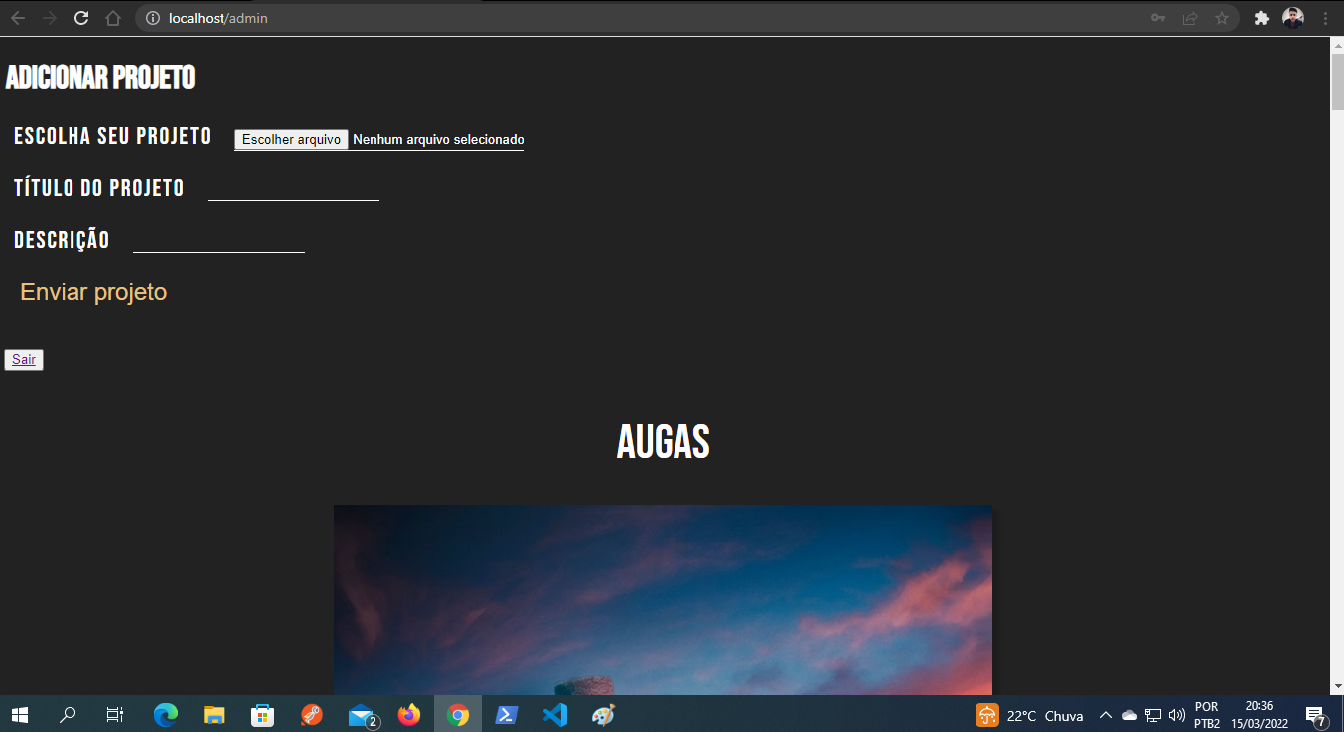 localhost/admin
ADICIONAR PROJETO
ESCOLHA SEU PROJETO Escolher arquivo Nenhum arquivo selecionado
TÍTULO DO PROJETO
DESCRIÇÃO
Enviar projeto
Sair
AUGAS
2
22°C Chuva
POR
PTB2
20:36
15/03/2022
7